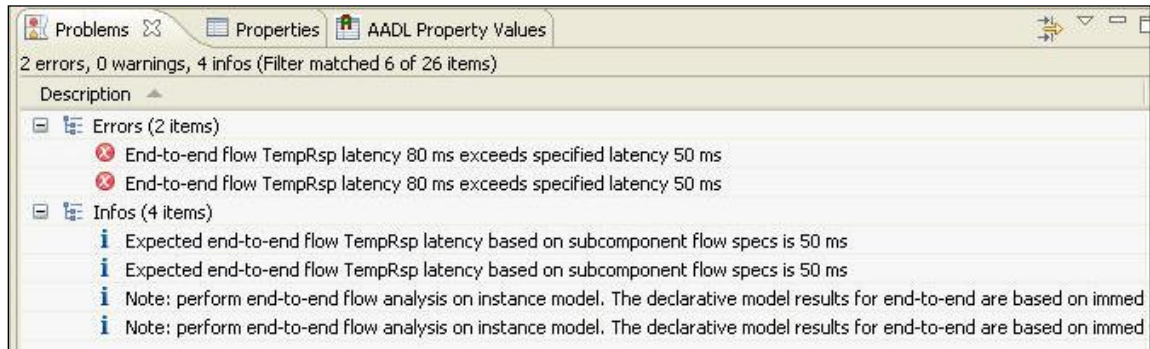 Problems Properties AADL Property Values
2 errors, 0 warnings, 4 infos (Filter matched 6 of 26 items)
Description
Errors (2 items)
End-to-end flow TempRsp latency 80 ms exceeds specified latency 50 ms
End-to-end flow TempRsp latency 80 ms exceeds specified latency 50 ms
Infos (4 items)
Expected end-to-end flow TempRsp latency based on subcomponent flow specs is 50 ms
Expected end-to-end flow TempRsp latency based on subcomponent flow specs is 50 ms
Note: perform end-to-end flow analysis on instance model. The declarative model results for end-to-end are based on immed
Note: perform end-to-end flow analysis on instance model. The declarative model results for end-to-end are based on immed